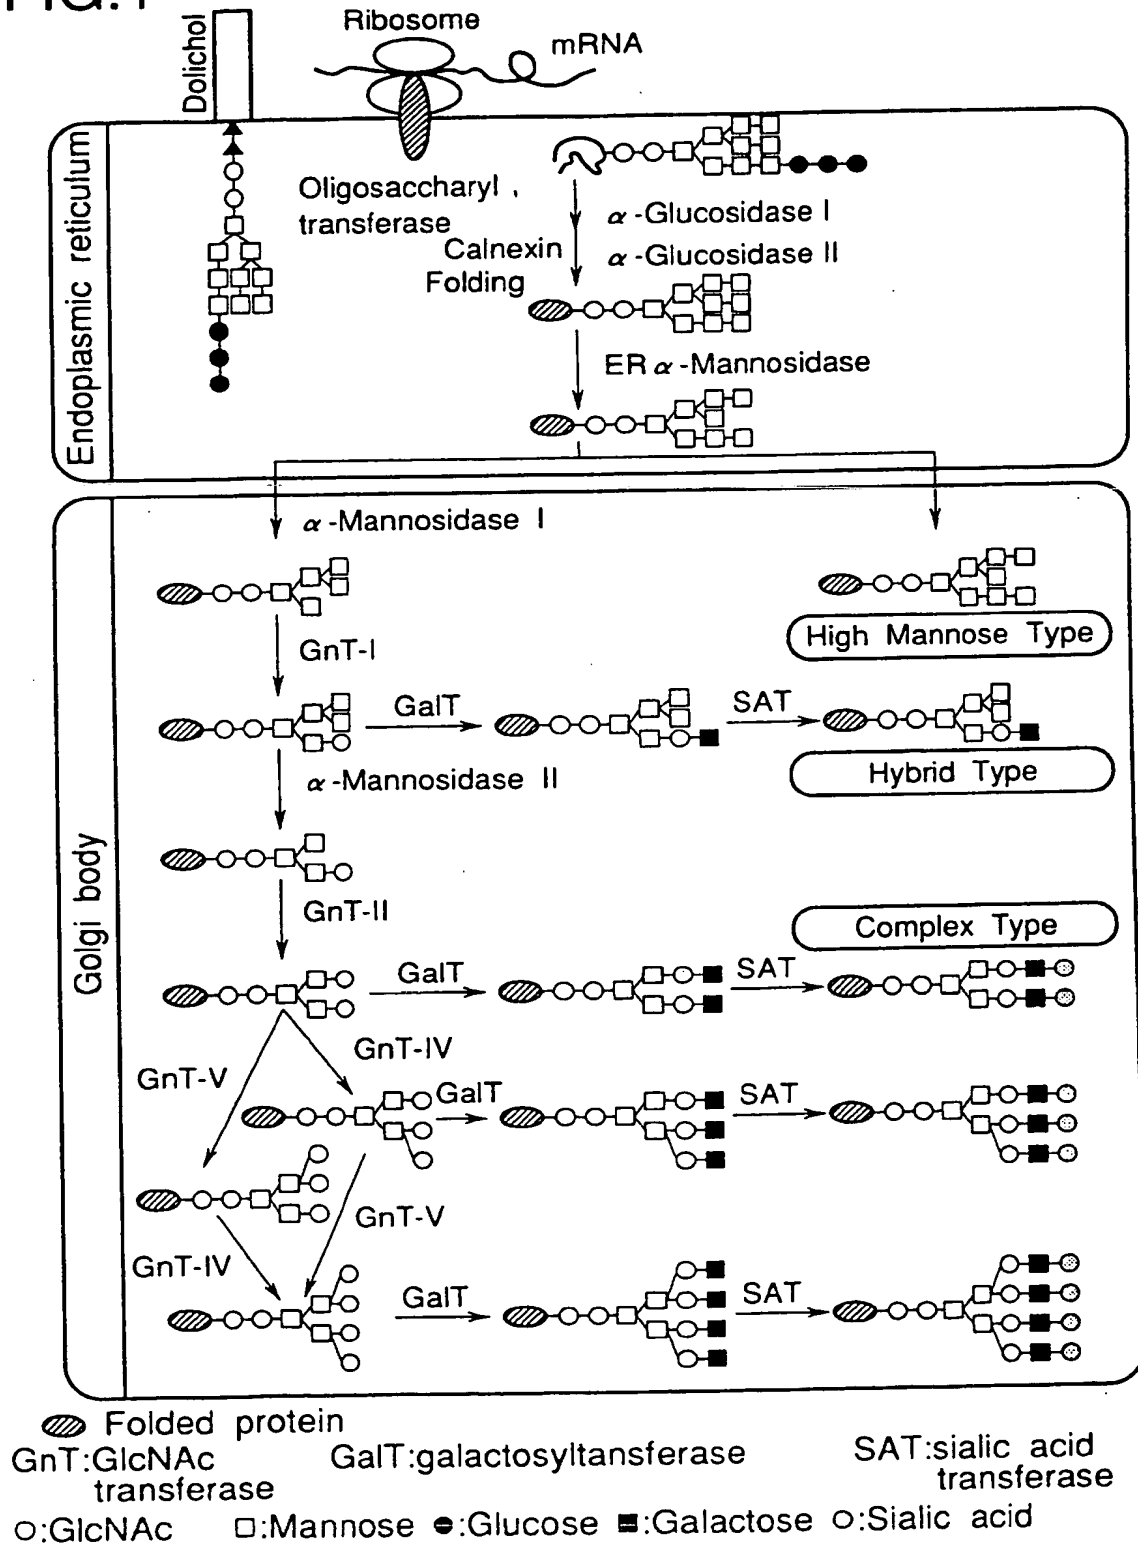 FIG.1
Dolichol
Ribosome
mRNA
Endoplasmic reticulum
Oligosaccharyl
transferase
α-Glucosidase I
Calnexin
Folding
α-Glucosidase II
ER α-Mannosidase
Golgi body
α-Mannosidase I
High Mannose Type
GnT-I
GalT
SAT
Hybrid Type
α-Mannosidase II
GnT-II
Complex Type
GalT
SAT
GnT-V
GnT-IV
GalT
SAT
GnT-V
GnT-IV
GalT
SAT
Folded protein
GnT:GlcNAc
transferase
GalT:galactosyltansferase
SAT:sialic acid
transferase
○:GlcNAc □:Mannose ●:Glucose ■:Galactose ○:Sialic acid